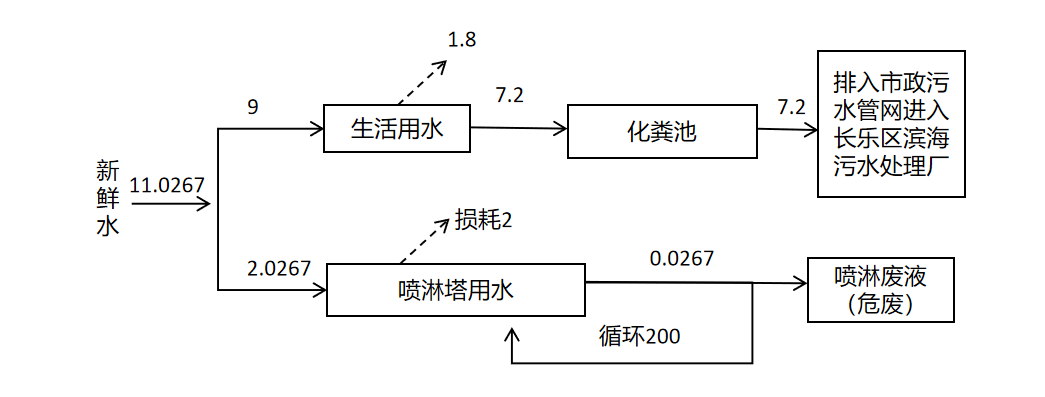 1.8
9
7.2
7.2
生活用水
化粪池
排入市政污
水管网进入
长乐区滨海
污水处理厂
新
鲜
水
11.0267
损耗2
2.0267
0.0267
喷淋塔用水
喷淋废液
（危废）
循环200